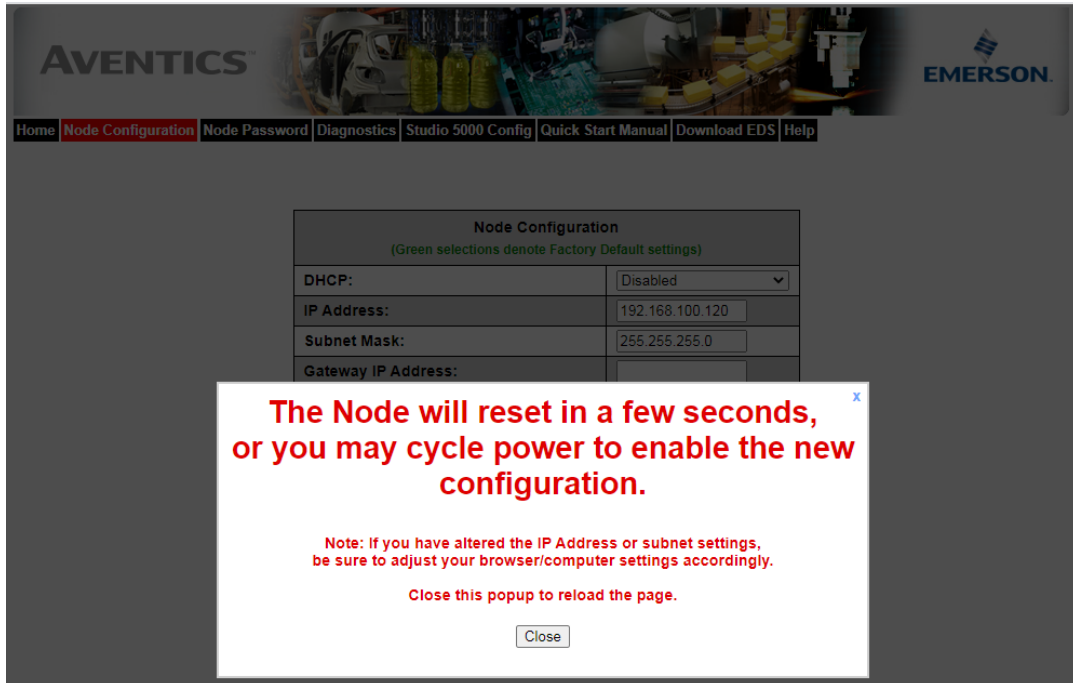 AVENTICS™
EMERSON.
Home Node Configuration Node Password Diagnostics Studio 5000 Config Quick Start Manual Download EDS Help
Node Configuration
(Green selections denote Factory Default settings)
DHCP: Disabled
IP Address: 192.168.100.120
Subnet Mask: 255.255.255.0
Gateway IP Address:
x
The Node will reset in a few seconds,
or you may cycle power to enable the new
configuration.
Note: If you have altered the IP Address or subnet settings,
be sure to adjust your browser/computer settings accordingly.
Close this popup to reload the page.
Close